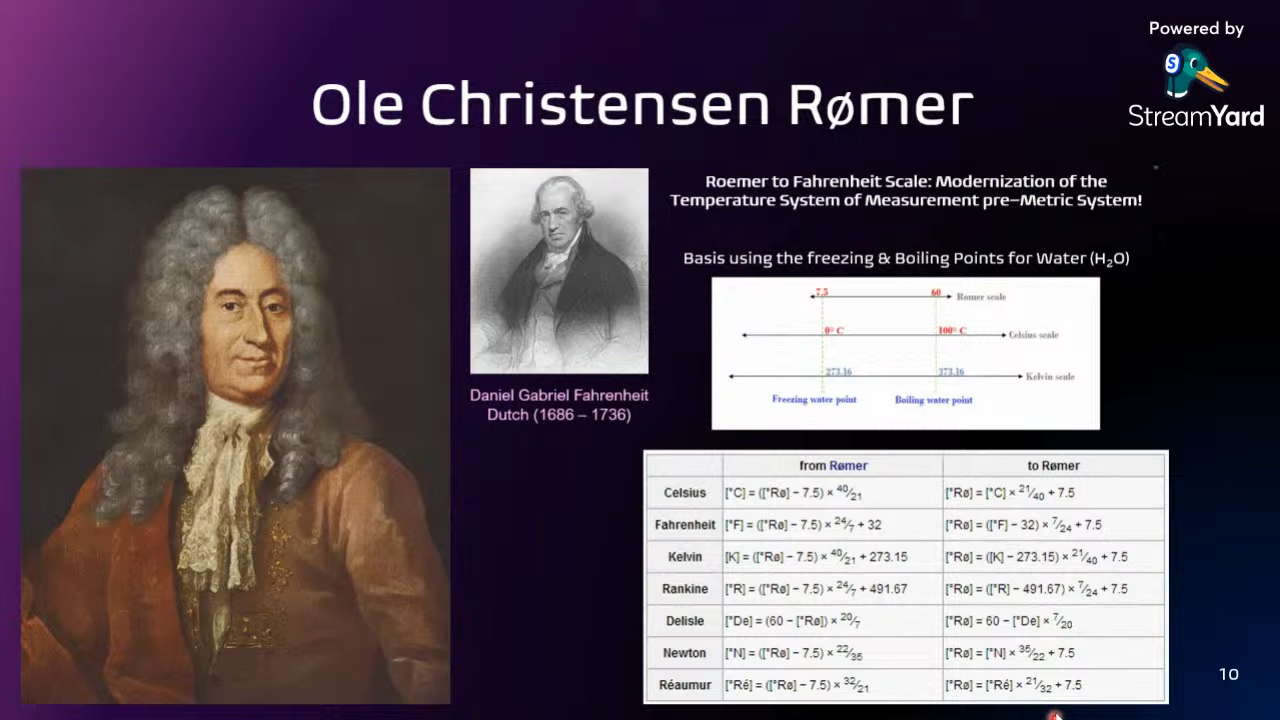 Powered by
StreamYard
Ole Christensen Rømer
Roemer to Fahrenheit Scale: Modernization of the
Temperature System of Measurement pre–Metric System!
Daniel Gabriel Fahrenheit
Dutch (1686 – 1736)
Basis using the freezing & Boiling Points for Water (H₂O)
7.5 60 Romer scale
0° C 100° C Celsius scale
273.16 373.16 Kelvin scale
Freezing water point Boiling water point
from Rømer to Rømer
Celsius [°C] = ([°Rø] − 7.5) × 40/21 [°Rø] = [°C] × 21/40 + 7.5
Fahrenheit [°F] = ([°Rø] − 7.5) × 24/7 + 32 [°Rø] = ([°F] − 32) × 7/24 + 7.5
Kelvin [K] = ([°Rø] − 7.5) × 40/21 + 273.15 [°Rø] = ([K] − 273.15) × 21/40 + 7.5
Rankine [°R] = ([°Rø] − 7.5) × 24/7 + 491.67 [°Rø] = ([°R] − 491.67) × 7/24 + 7.5
Delisle [°De] = (60 − [°Rø]) × 20/7 [°Rø] = 60 − [°De] × 7/20
Newton [°N] = ([°Rø] − 7.5) × 22/35 [°Rø] = [°N] × 35/22 + 7.5
Réaumur [°Ré] = ([°Rø] − 7.5) × 32/21 [°Rø] = [°Ré] × 21/32 + 7.5
10